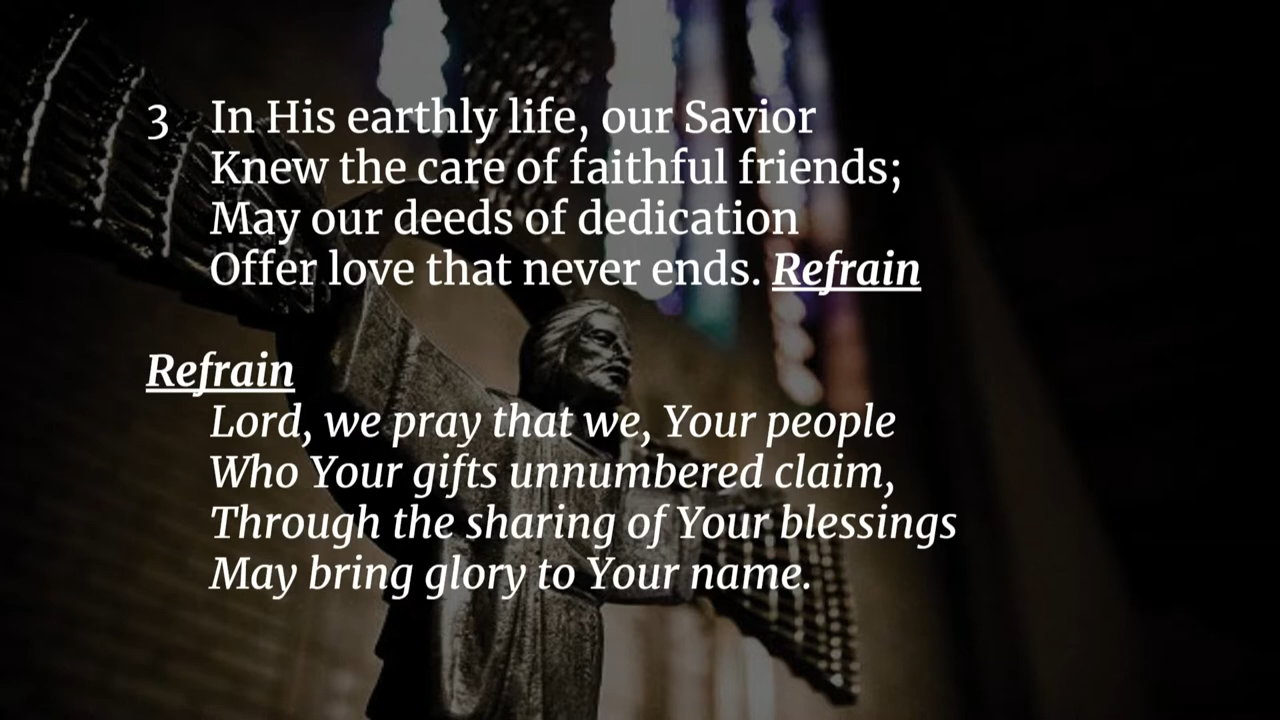 3 In His earthly life, our Savior
Knew the care of faithful friends;
May our deeds of dedication
Offer love that never ends. Refrain
Refrain
Lord, we pray that we, Your people
Who Your gifts unnumbered claim,
Through the sharing of Your blessings
May bring glory to Your name.